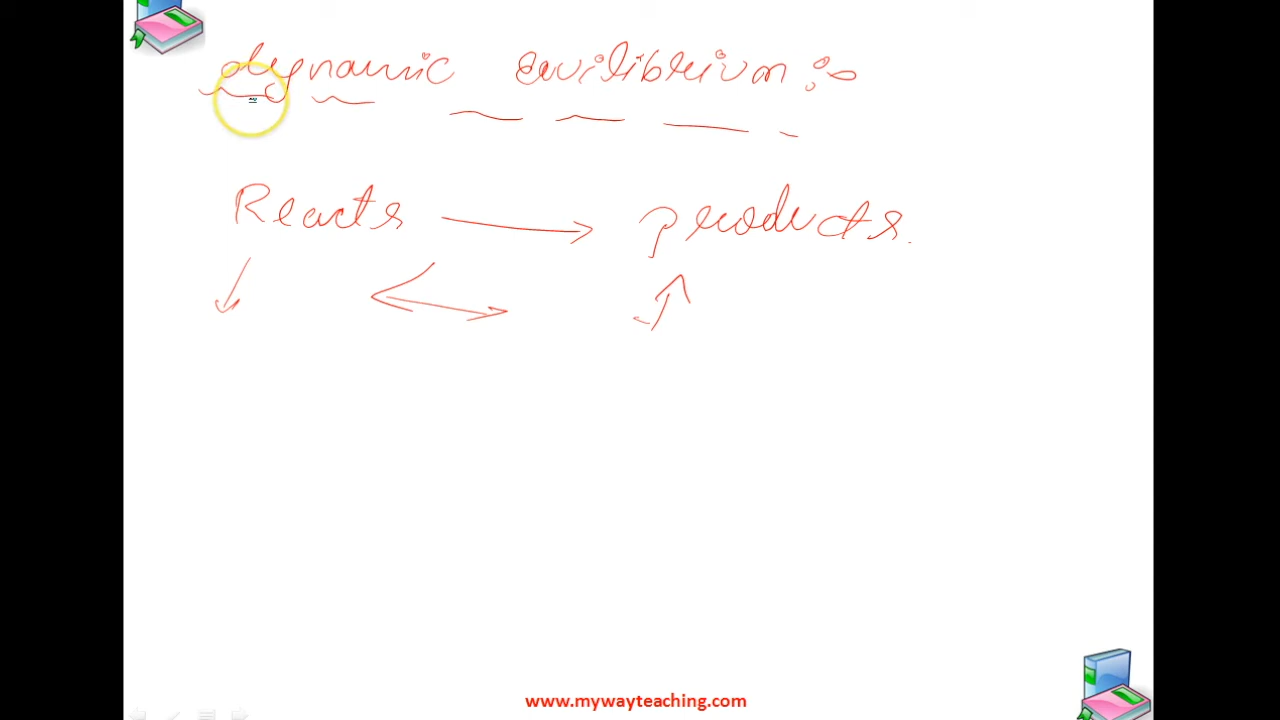 dynamic equilibrium :-
Reacts → products.
↓ ↔ ↑
www.mywayteaching.com